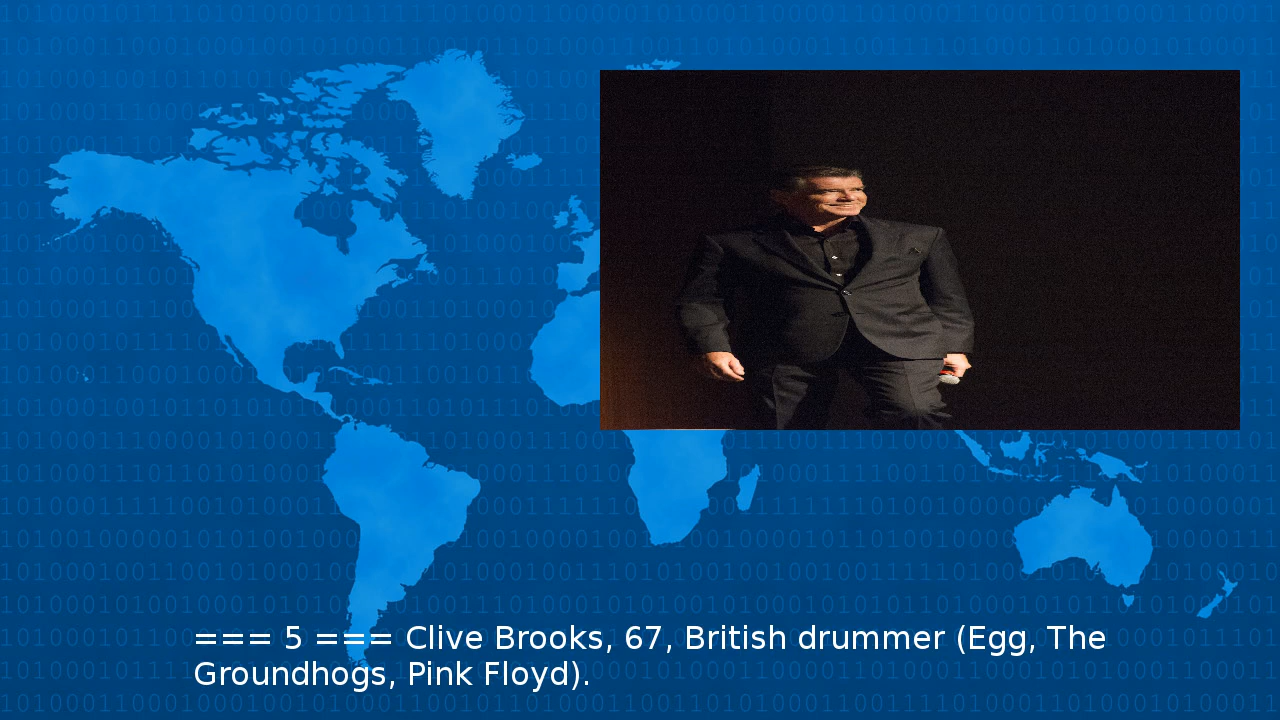 === 5 === Clive Brooks, 67, British drummer (Egg, The
Groundhogs, Pink Floyd).